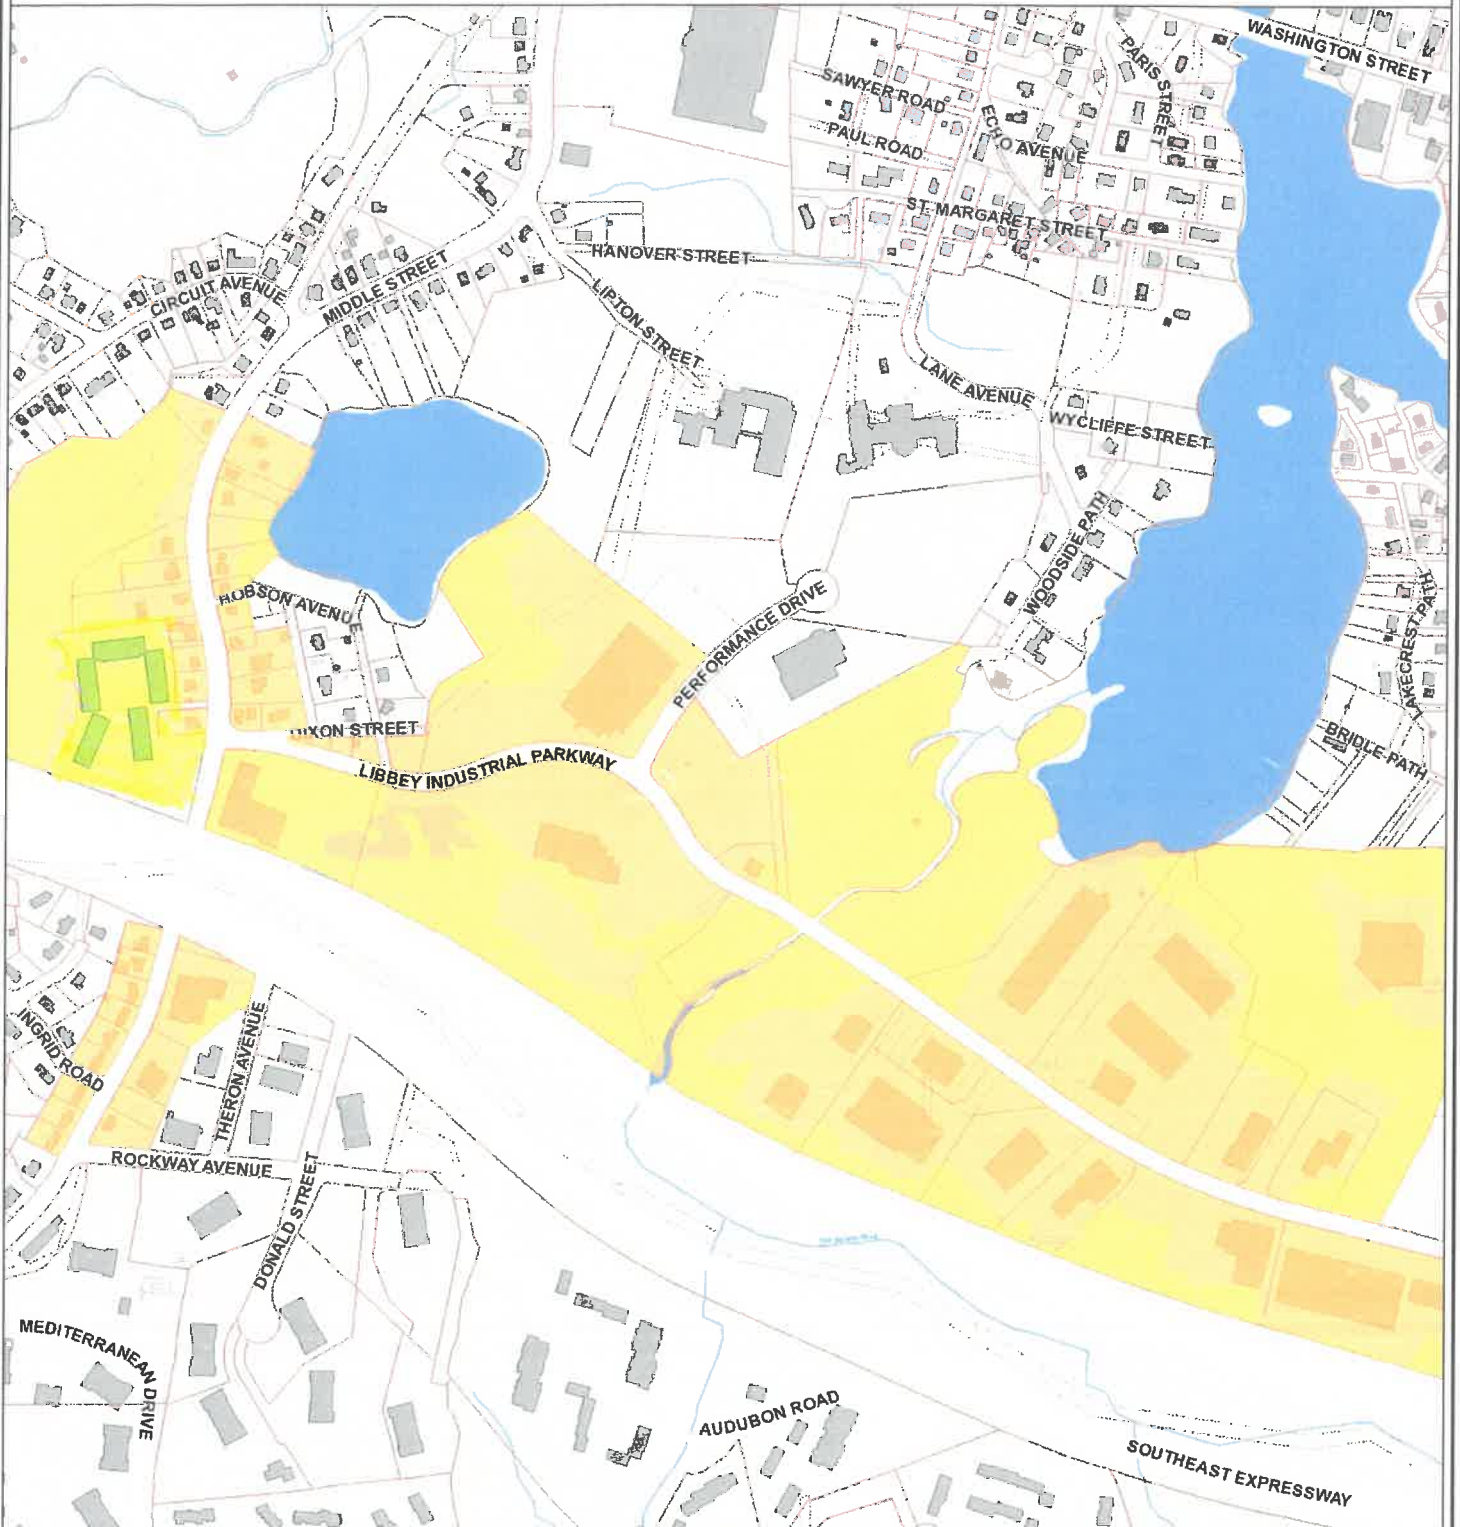 WASHINGTON STREET
PARIS STREET
SAWYER ROAD
ECHO AVENUE
PAUL ROAD
ST. MARGARET STREET
HANOVER STREET
MIDDLE STREET
CIRCUIT AVENUE
LIPTON STREET
LANE AVENUE
WYCLIFFE STREET
WOODSIDE PATH
HOBSON AVENUE
PERFORMANCE DRIVE
LAKECREST PATH
DIXON STREET
LIBBEY INDUSTRIAL PARKWAY
BRIDLE PATH
INGRID ROAD
THERON AVENUE
ROCKWAY AVENUE
DONALD STREET
MEDITERRANEAN DRIVE
AUDUBON ROAD
SOUTHEAST EXPRESSWAY